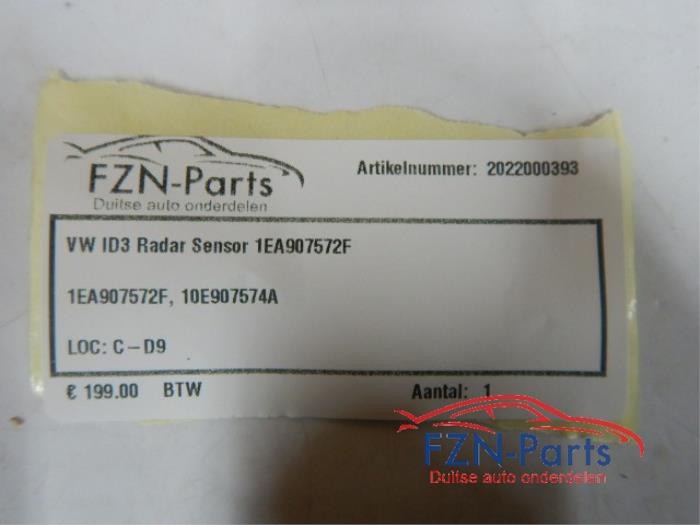 FZN-Parts
Duitse auto onderdelen
Artikelnummer: 2022000393
VW ID3 Radar Sensor 1EA907572F
1EA907572F, 10E907574A
LOC: C-D9
€ 199.00 BTW
Aantal: 1
FZN-Parts
Duitse auto onderdelen